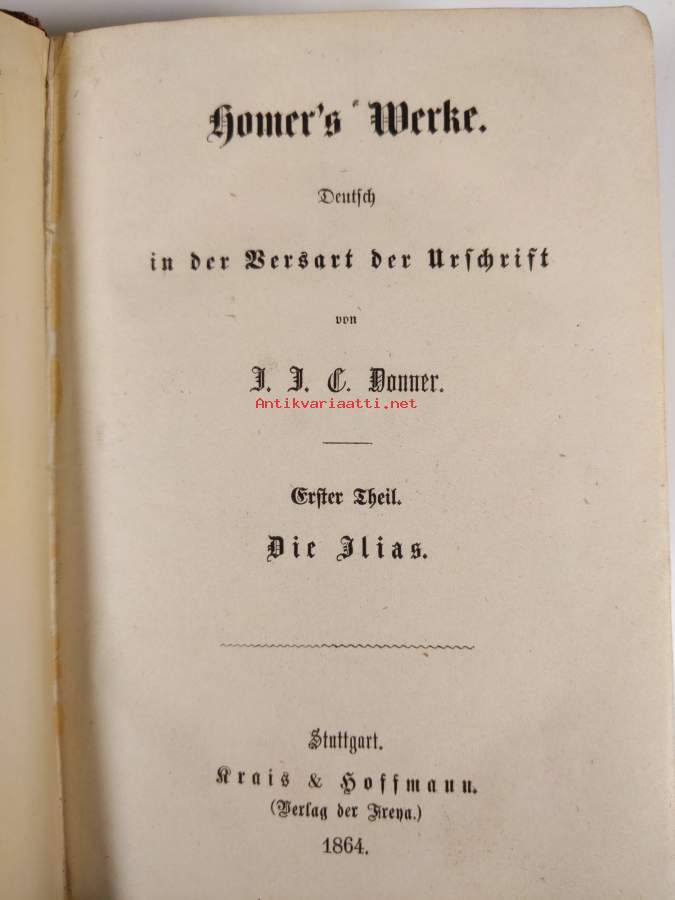 Homer's Werke.
Deutsch
in der Versart der Urschrift
von
J. J. C. Donner.
Antikvariaatti.net
Erster Theil.
Die Ilias.
Stuttgart.
Krais & Hoffmann.
(Verlag der Freya.)
1864.